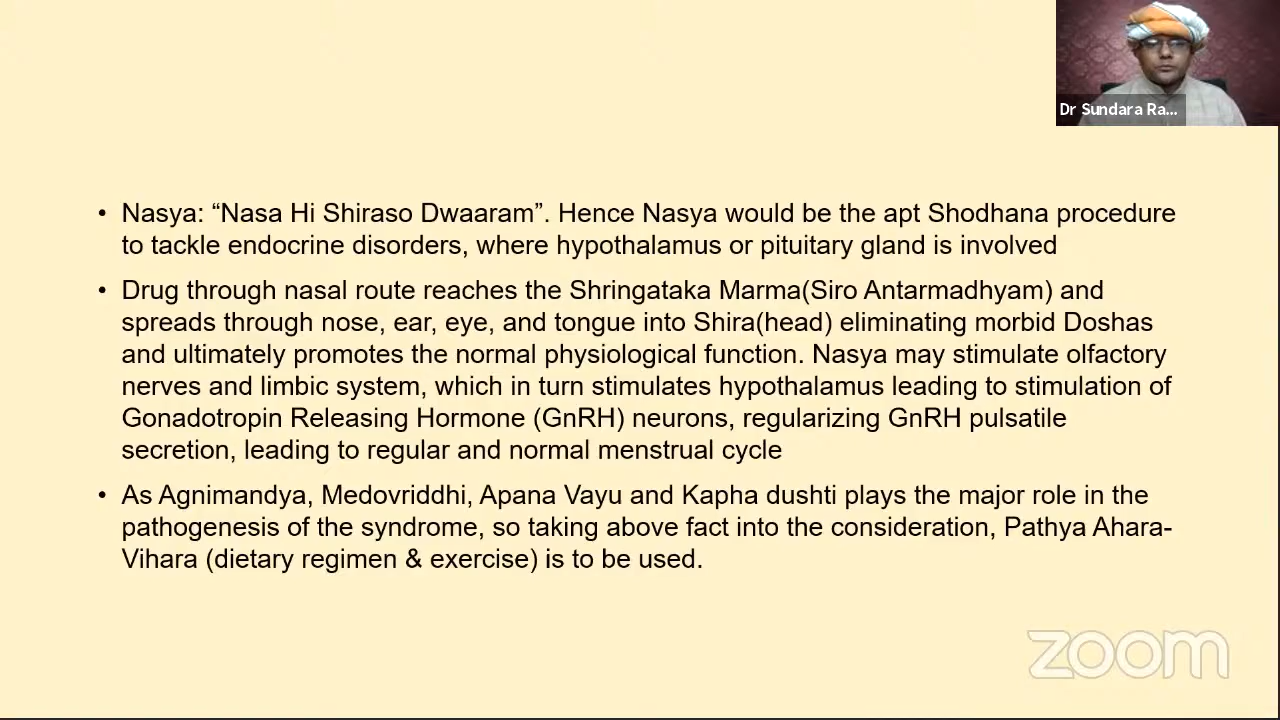 Dr Sundara Ra...
• Nasya: “Nasa Hi Shiraso Dwaaram”. Hence Nasya would be the apt Shodhana procedure
to tackle endocrine disorders, where hypothalamus or pituitary gland is involved
• Drug through nasal route reaches the Shringataka Marma(Siro Antarmadhyam) and
spreads through nose, ear, eye, and tongue into Shira(head) eliminating morbid Doshas
and ultimately promotes the normal physiological function. Nasya may stimulate olfactory
nerves and limbic system, which in turn stimulates hypothalamus leading to stimulation of
Gonadotropin Releasing Hormone (GnRH) neurons, regularizing GnRH pulsatile
secretion, leading to regular and normal menstrual cycle
• As Agnimandya, Medovriddhi, Apana Vayu and Kapha dushti plays the major role in the
pathogenesis of the syndrome, so taking above fact into the consideration, Pathya Ahara-
Vihara (dietary regimen & exercise) is to be used.
zoom